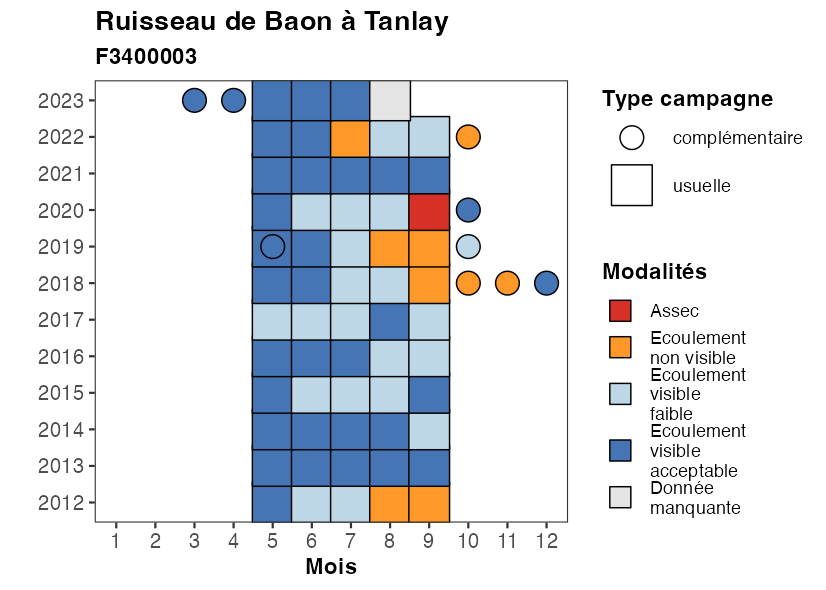 Ruisseau de Baon à Tanlay
F3400003
2023
2022
2021
2020
2019
2018
2017
2016
2015
2014
2013
2012
1 2 3 4 5 6 7 8 9 10 11 12
Mois
Type campagne
complémentaire
usuelle
Modalités
Assec
Ecoulement
non visible
Ecoulement
visible
faible
Ecoulement
visible
acceptable
Donnée
manquante